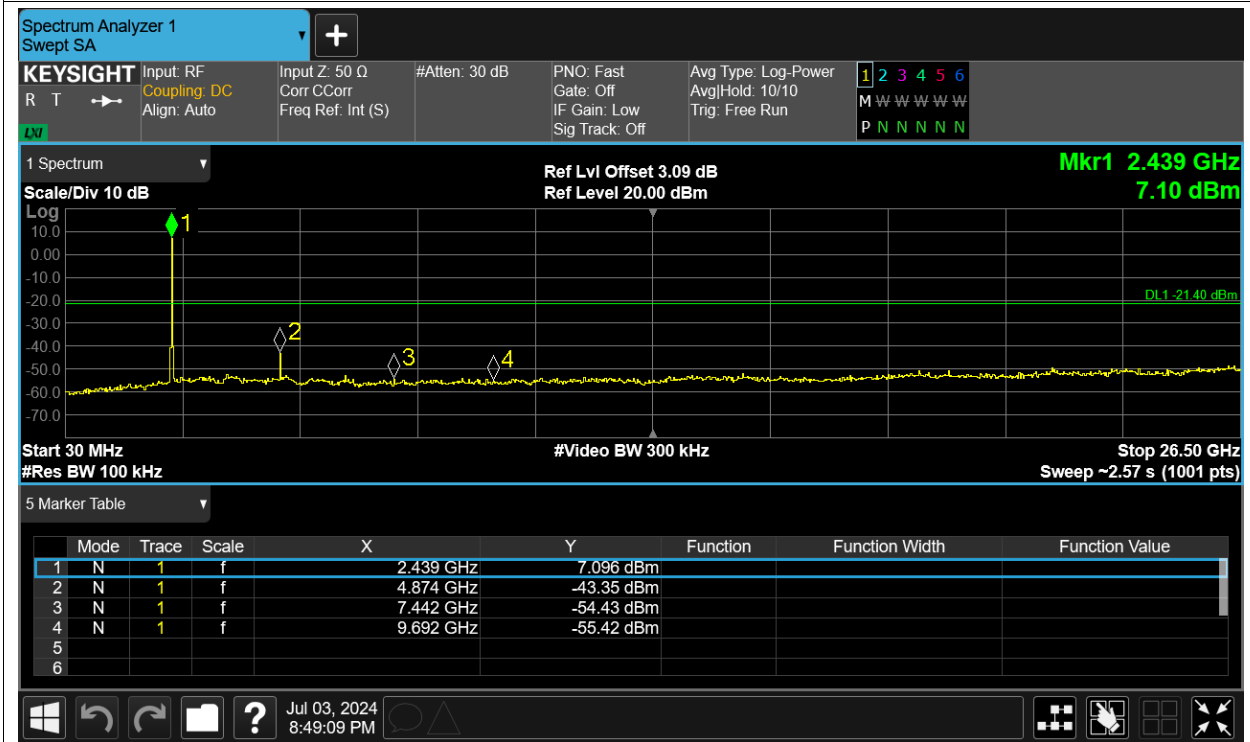 Spectrum Analyzer 1
Swept SA
KEYSIGHT
R T
LXI
Input: RF
Coupling: DC
Align: Auto
Input Z: 50 Ω
Corr CCorr
Freq Ref: Int (S)
#Atten: 30 dB
PNO: Fast
Gate: Off
IF Gain: Low
Sig Track: Off
Avg Type: Log-Power
Avg|Hold: 10/10
Trig: Free Run
1 2 3 4 5 6
M W W W W W
P N N N N N
1 Spectrum
Scale/Div 10 dB
Ref Lvl Offset 3.09 dB
Ref Level 20.00 dBm
Mkr1 2.439 GHz
7.10 dBm
Log
10.0
0.00
-10.0
-20.0
-30.0
-40.0
-50.0
-60.0
-70.0
1
2
3
4
DL1 -21.40 dBm
Start 30 MHz
#Res BW 100 kHz
#Video BW 300 kHz
Stop 26.50 GHz
Sweep ~2.57 s (1001 pts)
5 Marker Table
Mode Trace Scale X Y Function Function Width Function Value
1 N 1 f 2.439 GHz 7.096 dBm
2 N 1 f 4.874 GHz -43.35 dBm
3 N 1 f 7.442 GHz -54.43 dBm
4 N 1 f 9.692 GHz -55.42 dBm
5
6
?
Jul 03, 2024
8:49:09 PM